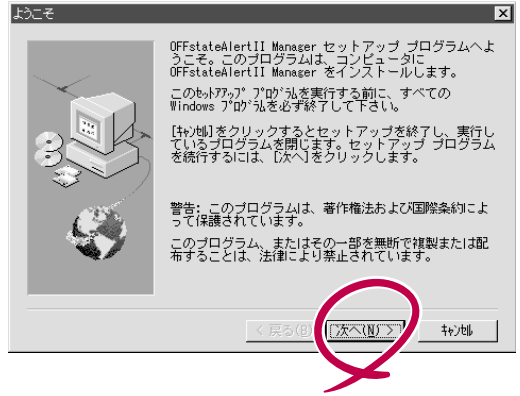 ようこそ
OFFstateAlertII Manager セットアップ プログラムへよ
うこそ。このプログラムは、コンピュータに
OFFstateAlertII Manager をインストールします。
このｾｯﾄｱｯﾌﾟ ﾌﾟﾛｸﾞﾗﾑを実行する前に、すべての
Windows ﾌﾟﾛｸﾞﾗﾑを必ず終了して下さい。
[ｷｬﾝｾﾙ]をクリックするとセットアップを終了し、実行し
ているプログラムを閉じます。セットアップ プログラム
を続行するには、[次へ]をクリックします。
警告: このプログラムは、著作権法および国際条約によ
って保護されています。
このプログラム、またはその一部を無断で複製または配
布することは、法律により禁止されています。
< 戻る(B) 次へ(N) > ｷｬﾝｾﾙ